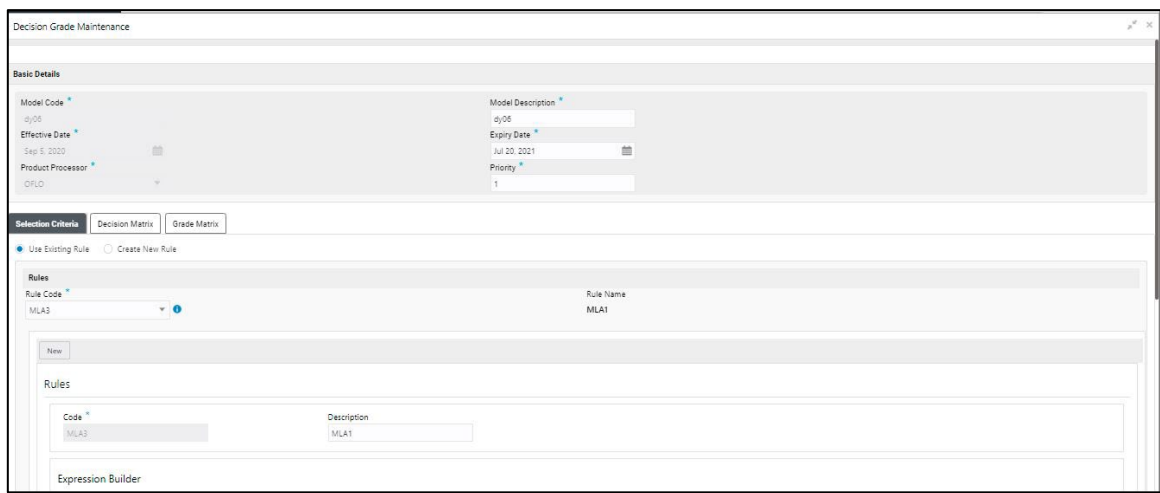 Decision Grade Maintenance
Basic Details
Model Code *
dy06
Model Description *
dy06
Effective Date *
Sep 5, 2020
Expiry Date *
Jul 20, 2021
Product Processor *
OFLO
Priority *
1
Selection Criteria Decision Matrix Grade Matrix
Use Existing Rule Create New Rule
Rules
Rule Code *
MLA3
Rule Name
MLA1
New
Rules
Code *
MLA3
Description
MLA1
Expression Builder